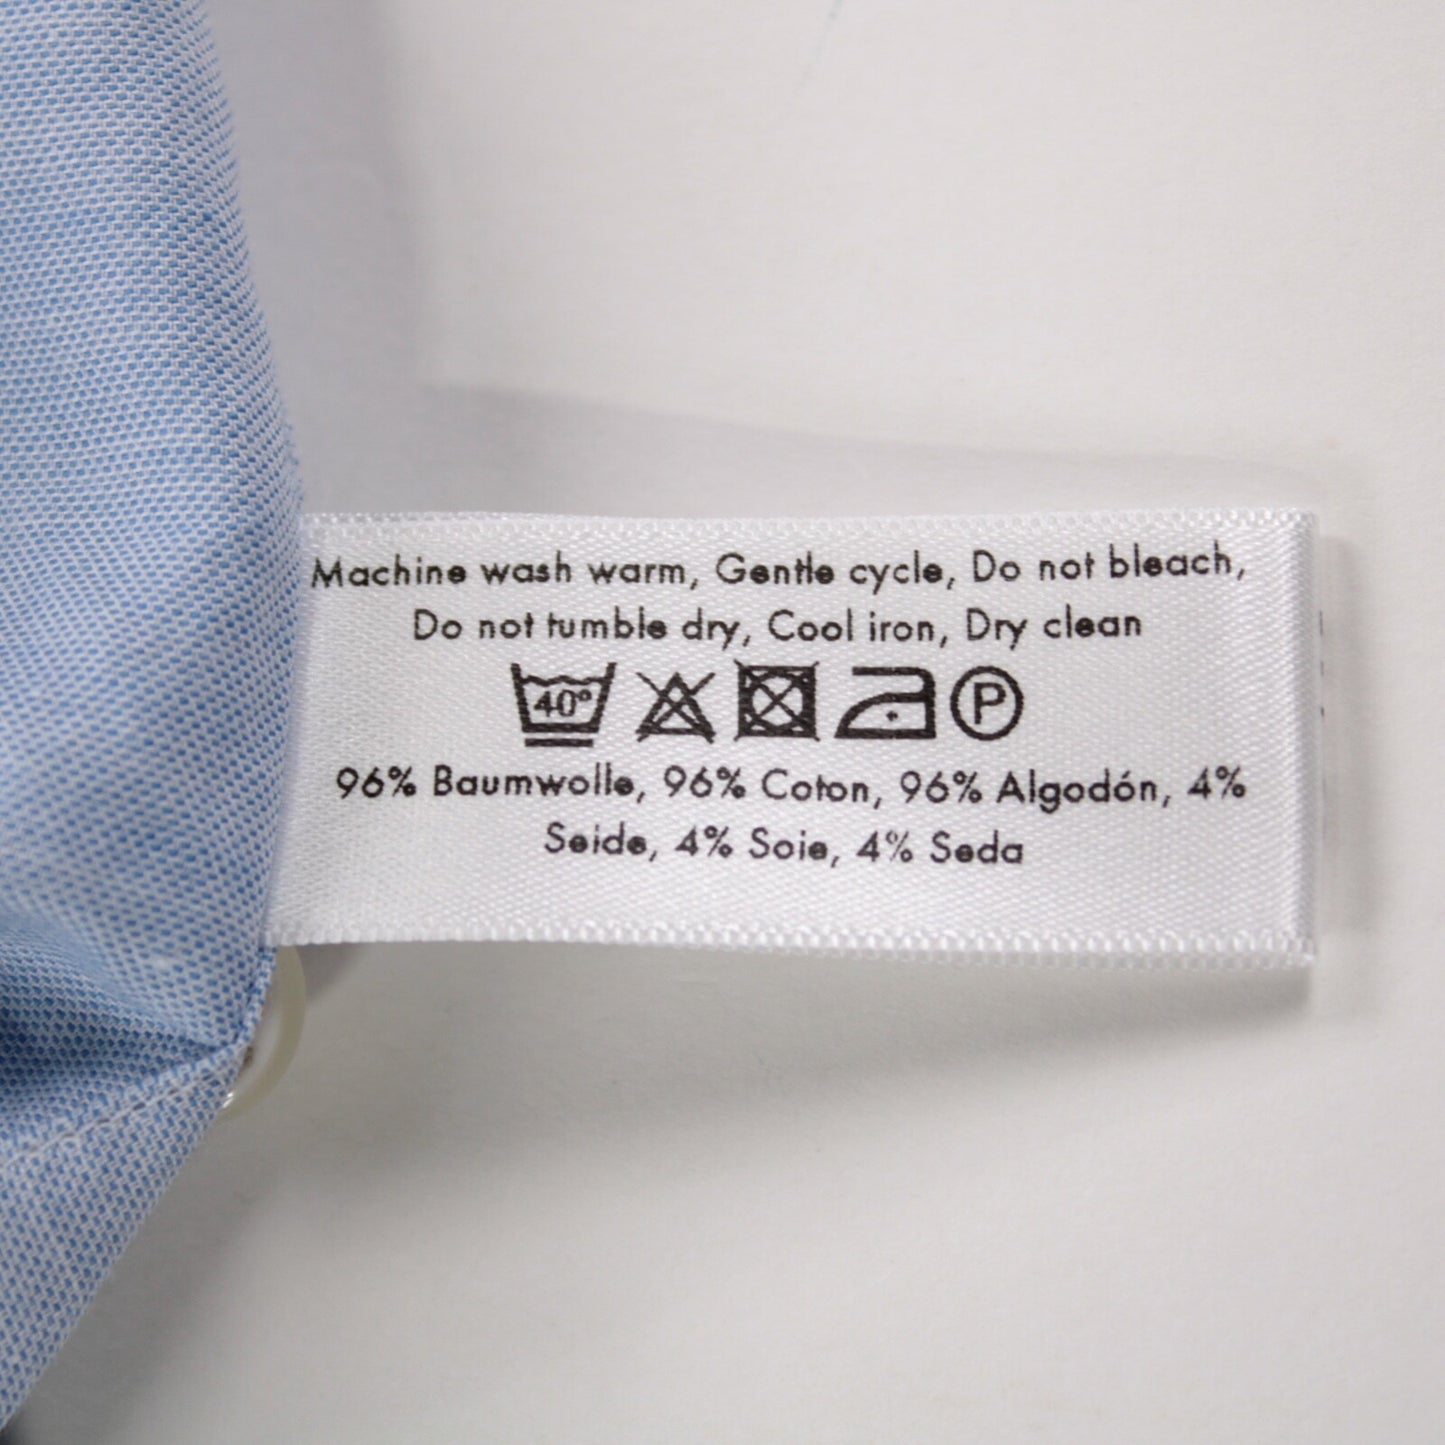 Machine wash warm, Gentle cycle, Do not bleach,
Do not tumble dry, Cool iron, Dry clean
40° P
96% Baumwolle, 96% Coton, 96% Algodón, 4%
Seide, 4% Soie, 4% Seda